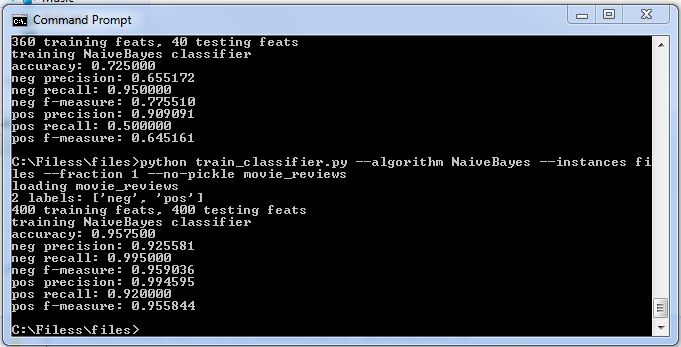 Music
Command Prompt
360 training feats, 40 testing feats
training NaiveBayes classifier
accuracy: 0.725000
neg precision: 0.655172
neg recall: 0.950000
neg f-measure: 0.775510
pos precision: 0.909091
pos recall: 0.500000
pos f-measure: 0.645161
C:\Filess\files>python train_classifier.py --algorithm NaiveBayes --instances fi
les --fraction 1 --no-pickle movie_reviews
loading movie_reviews
2 labels: ['neg', 'pos']
400 training feats, 400 testing feats
training NaiveBayes classifier
accuracy: 0.957500
neg precision: 0.925581
neg recall: 0.995000
neg f-measure: 0.959036
pos precision: 0.994595
pos recall: 0.920000
pos f-measure: 0.955844
C:\Filess\files>